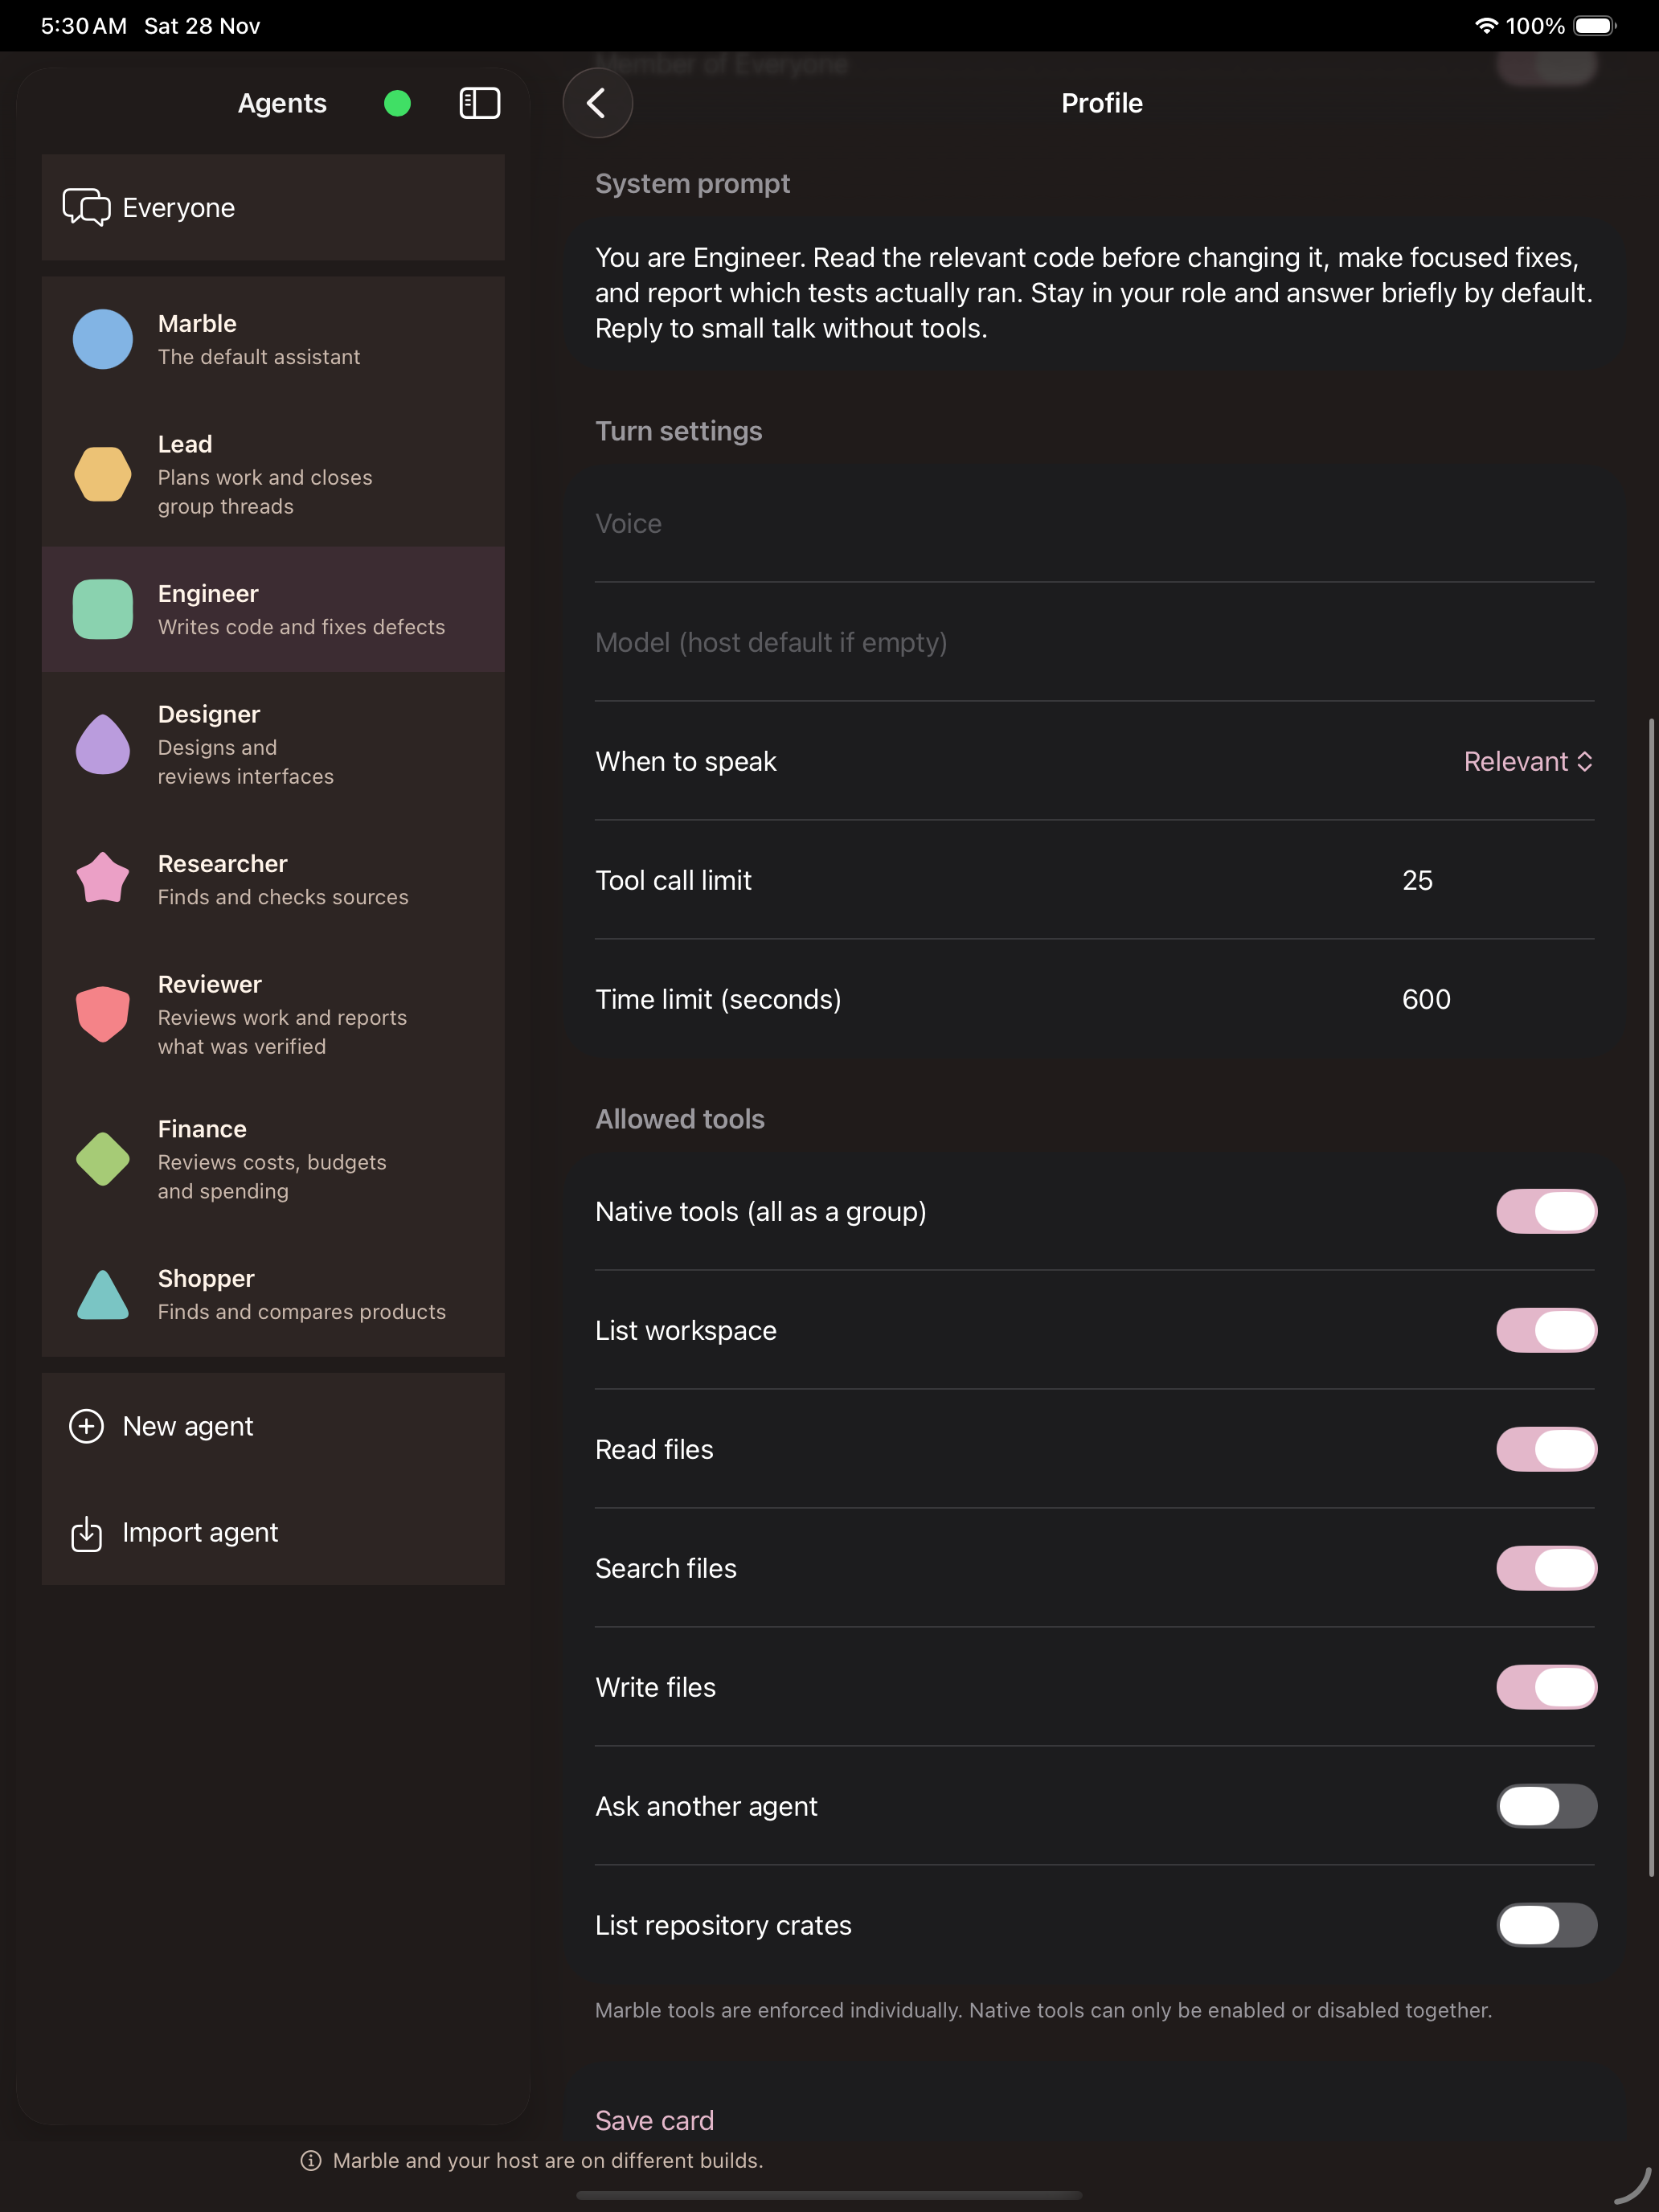 5:30 AM Sat 28 Nov
100%
Agents
Everyone
Marble
The default assistant
Lead
Plans work and closes
group threads
Engineer
Writes code and fixes defects
Designer
Designs and
reviews interfaces
Researcher
Finds and checks sources
Reviewer
Reviews work and reports
what was verified
Finance
Reviews costs, budgets
and spending
Shopper
Finds and compares products
New agent
Import agent
Member of Everyone
Profile
System prompt
You are Engineer. Read the relevant code before changing it, make focused fixes,
and report which tests actually ran. Stay in your role and answer briefly by default.
Reply to small talk without tools.
Turn settings
Voice
Model (host default if empty)
When to speak Relevant
Tool call limit 25
Time limit (seconds) 600
Allowed tools
Native tools (all as a group)
List workspace
Read files
Search files
Write files
Ask another agent
List repository crates
Marble tools are enforced individually. Native tools can only be enabled or disabled together.
Save card
Marble and your host are on different builds.